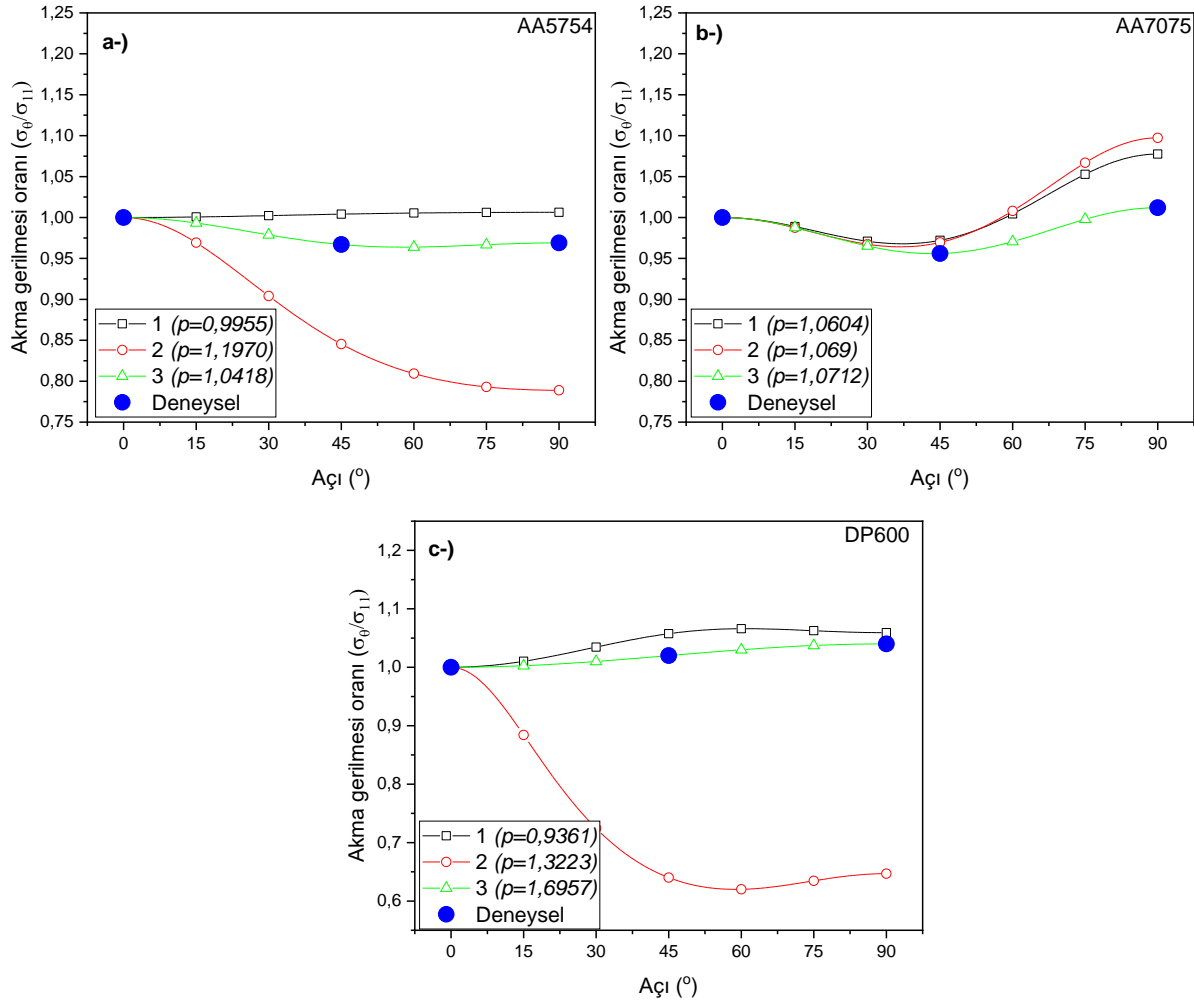 a-)
AA5754
Akma gerilmesi oranı (σθ/σ11)
1,25
1,20
1,15
1,10
1,05
1,00
0,95
0,90
0,85
0,80
0,75
1 (p=0,9955)
2 (p=1,1970)
3 (p=1,0418)
Deneysel
0 15 30 45 60 75 90
Açı (o)
b-)
AA7075
Akma gerilmesi oranı (σθ/σ11)
1,25
1,20
1,15
1,10
1,05
1,00
0,95
0,90
0,85
0,80
0,75
1 (p=1,0604)
2 (p=1,069)
3 (p=1,0712)
Deneysel
0 15 30 45 60 75 90
Açı (o)
c-)
DP600
Akma gerilmesi oranı (σθ/σ11)
1,2
1,1
1,0
0,9
0,8
0,7
0,6
1 (p=0,9361)
2 (p=1,3223)
3 (p=1,6957)
Deneysel
0 15 30 45 60 75 90
Açı (o)